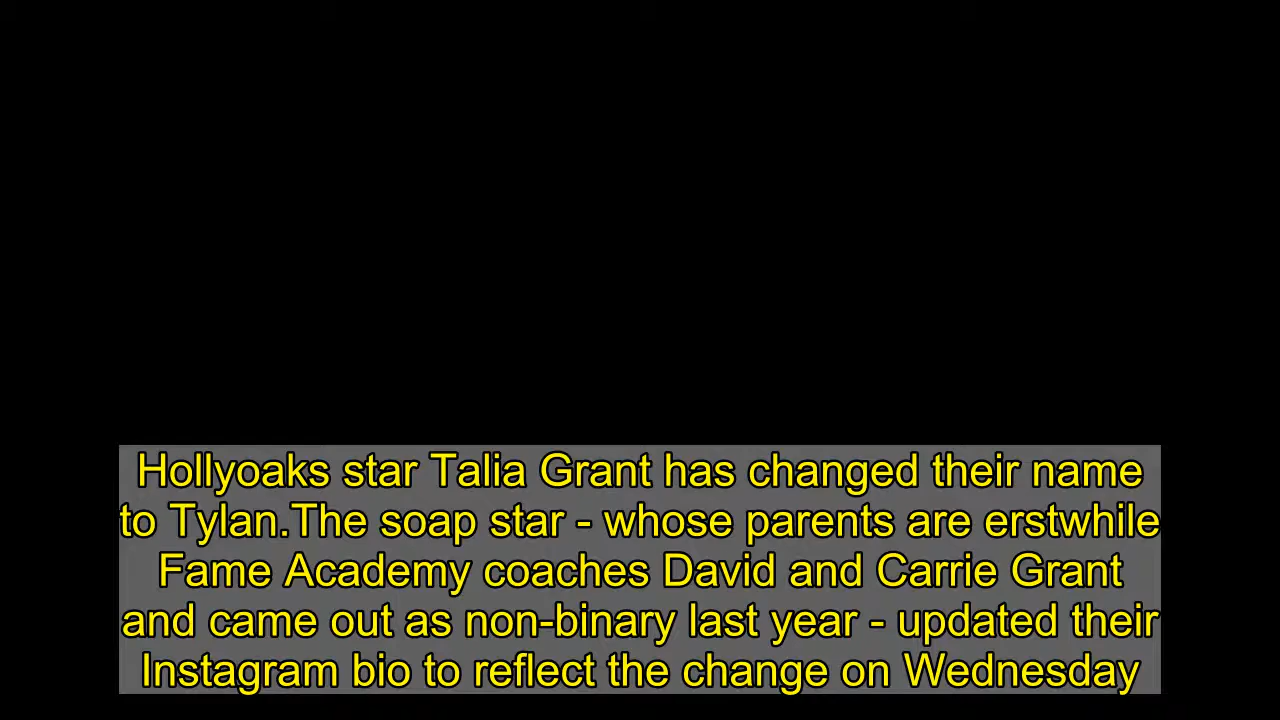 Hollyoaks star Talia Grant has changed their name
to Tylan.The soap star - whose parents are erstwhile
Fame Academy coaches David and Carrie Grant
and came out as non-binary last year - updated their
Instagram bio to reflect the change on Wednesday